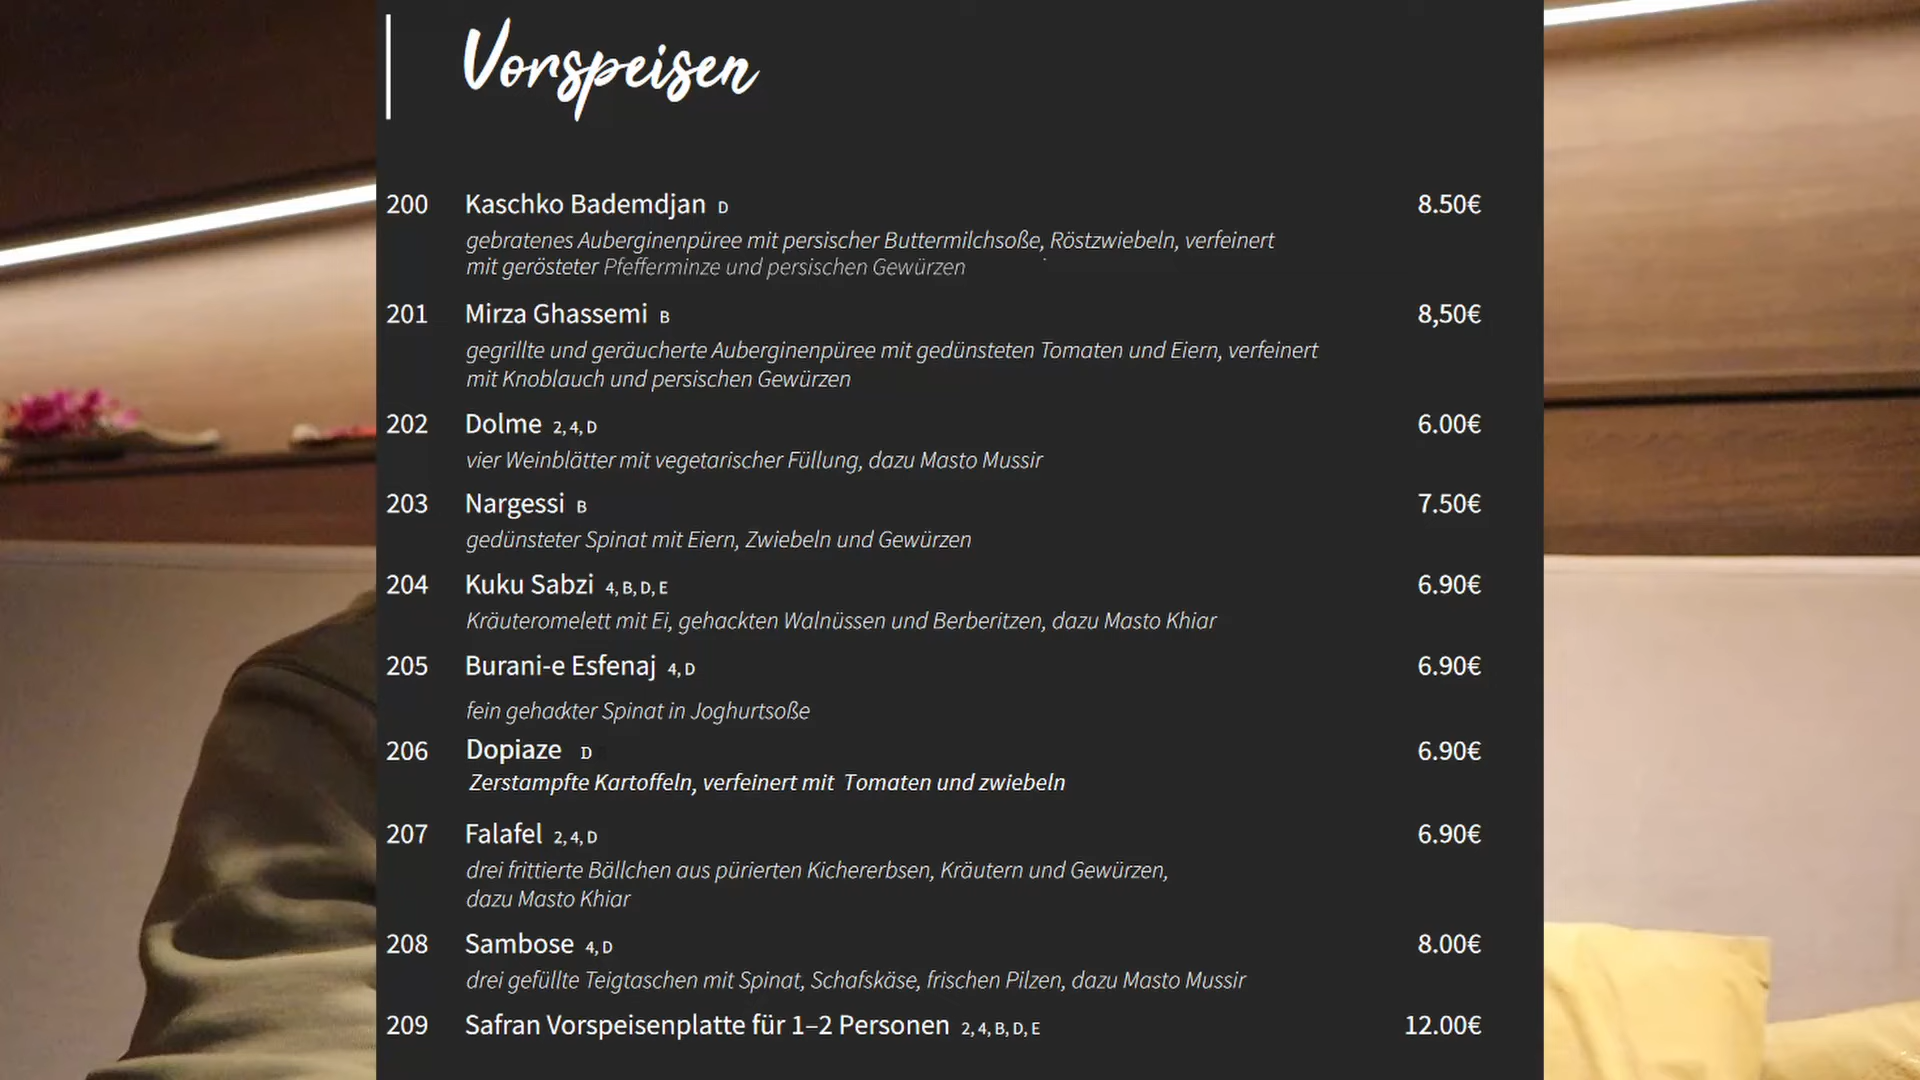 Vorspeisen
200 Kaschko Bademdjan D 8.50€
gebratenes Auberginenpüree mit persischer Buttermilchsoße, Röstzwiebeln, verfeinert
mit gerösteter Pfefferminze und persischen Gewürzen
201 Mirza Ghassemi B 8,50€
gegrillte und geräucherte Auberginenpüree mit gedünsteten Tomaten und Eiern, verfeinert
mit Knoblauch und persischen Gewürzen
202 Dolme 2, 4, D 6.00€
vier Weinblätter mit vegetarischer Füllung, dazu Masto Mussir
203 Nargessi B 7.50€
gedünsteter Spinat mit Eiern, Zwiebeln und Gewürzen
204 Kuku Sabzi 4, B, D, E 6.90€
Kräuteromelett mit Ei, gehackten Walnüssen und Berberitzen, dazu Masto Khiar
205 Burani-e Esfenaj 4, D 6.90€
fein gehackter Spinat in Joghurtsoße
206 Dopiaze D 6.90€
Zerstampfte Kartoffeln, verfeinert mit Tomaten und zwiebeln
207 Falafel 2, 4, D 6.90€
drei frittierte Bällchen aus pürierten Kichererbsen, Kräutern und Gewürzen,
dazu Masto Khiar
208 Sambose 4, D 8.00€
drei gefüllte Teigtaschen mit Spinat, Schafskäse, frischen Pilzen, dazu Masto Mussir
209 Safran Vorspeisenplatte für 1–2 Personen 2, 4, B, D, E 12.00€